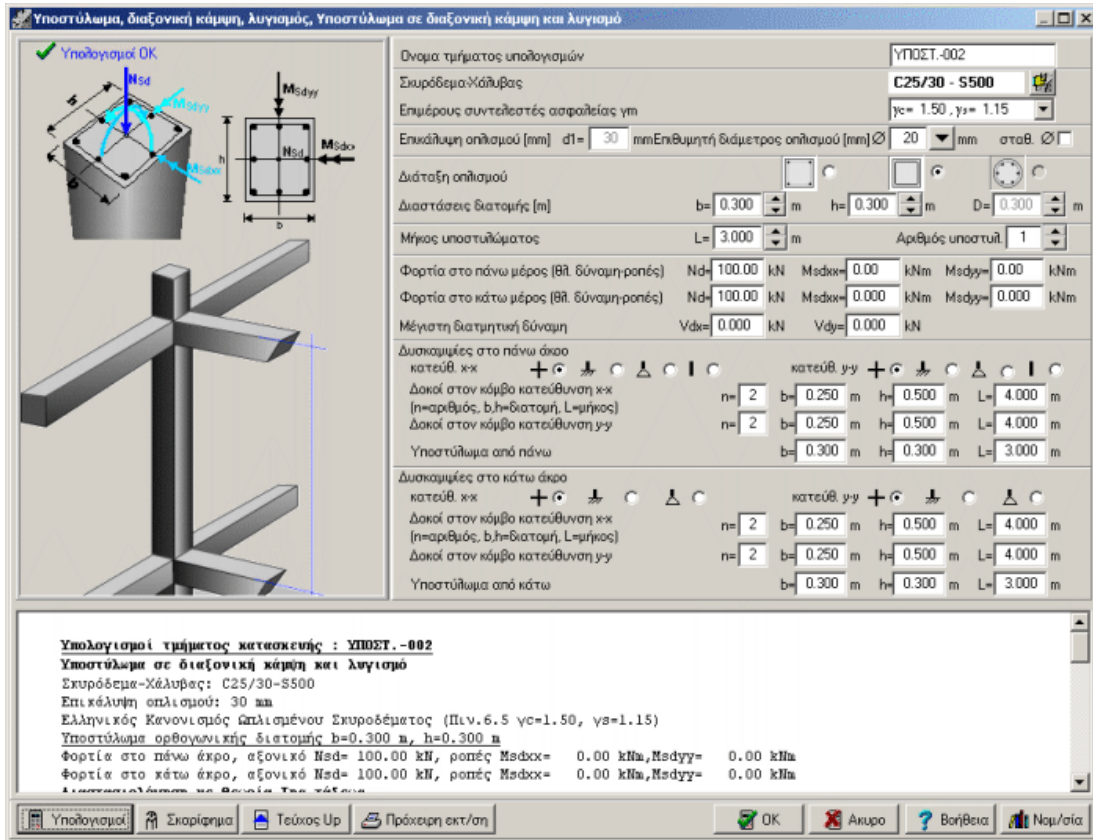 Υποστύλωμα, διαξονική κάμψη, λυγισμός, Υποστύλωμα σε διαξονική κάμψη και λυγισμό
Υπολογισμοί OK
NSd
MSdyy
MSdxx
b
h
MSdyy
NSd
MSdxx
h
b
Ονομα τμήματος υπολογισμών ΥΠΟΣΤ.-002
Σκυρόδεμα-Χάλυβας C25/30 - S500
Επιμέρους συντελεστές ασφαλείας γm γc= 1.50 , γs= 1.15
Επικάλυψη οπλισμού [mm] d1= 30 mm Επιθυμητή διάμετρος οπλισμού [mm] Ø 20 mm σταθ. Ø
Διάταξη οπλισμού
Διαστάσεις διατομής [m] b= 0.300 m h= 0.300 m D= 0.300 m
Μήκος υποστυλώματος L= 3.000 m Αριθμός υποστυλ. 1
Φορτία στο πάνω μέρος (θλ. δύναμη-ροπές) Nd= 100.00 kN Msdxx= 0.00 kNm Msdyy= 0.00 kNm
Φορτία στο κάτω μέρος (θλ. δύναμη-ροπές) Nd= 100.00 kN Msdxx= 0.000 kNm Msdyy= 0.000 kNm
Μέγιστη διατμητική δύναμη Vdx= 0.000 kN Vdy= 0.000 kN
Δυσκαμψίες στο πάνω άκρο
κατεύθ. x-x κατεύθ. y-y
Δοκοί στον κόμβο κατεύθυνση x-x n= 2 b= 0.250 m h= 0.500 m L= 4.000 m
(n=αριθμός, b,h=διατομή, L=μήκος)
Δοκοί στον κόμβο κατεύθυνση y-y n= 2 b= 0.250 m h= 0.500 m L= 4.000 m
Υποστύλωμα από πάνω b= 0.300 m h= 0.300 m L= 3.000 m
Δυσκαμψίες στο κάτω άκρο
κατεύθ. x-x κατεύθ. y-y
Δοκοί στον κόμβο κατεύθυνση x-x n= 2 b= 0.250 m h= 0.500 m L= 4.000 m
(n=αριθμός, b,h=διατομή, L=μήκος)
Δοκοί στον κόμβο κατεύθυνση y-y n= 2 b= 0.250 m h= 0.500 m L= 4.000 m
Υποστύλωμα από κάτω b= 0.300 m h= 0.300 m L= 3.000 m
Υπολογισμοί τμήματος κατασκευής : ΥΠΟΣΤ.-002
Υποστύλωμα σε διαξονική κάμψη και λυγισμό
Σκυρόδεμα-Χάλυβας: C25/30-S500
Επικάλυψη οπλισμού: 30 mm
Ελληνικός Κανονισμός Ωπλισμένου Σκυροδέματος (Πιν.6.5 γc=1.50, γs=1.15)
Υποστύλωμα ορθογωνικής διατομής b=0.300 m, h=0.300 m
Φορτία στο πάνω άκρο, αξονικό Nsd= 100.00 kN, ροπές Msdxx= 0.00 kNm,Msdyy= 0.00 kNm
Φορτία στο κάτω άκρο, αξονικό Nsd= 100.00 kN, ροπές Msdxx= 0.00 kNm,Msdyy= 0.00 kNm
Υπολογισμοί Σκαρίφημα Τεύχος Up Πρόχειρη εκτ/ση OK Ακυρο Βοήθεια Νομ/σία